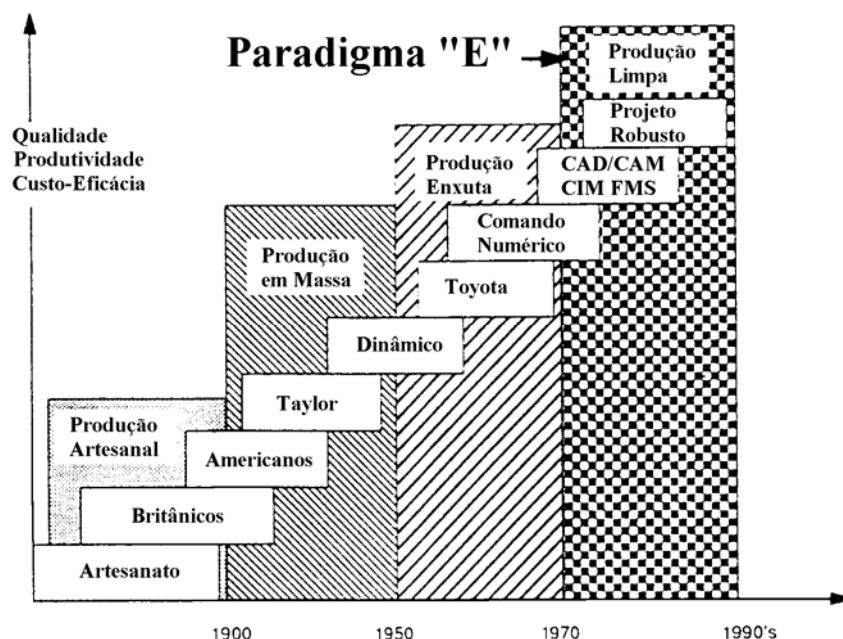 Paradigma "E"
Produção
Limpa
Projeto
Robusto
Qualidade
Produtividade
Custo-Eficácia
Produção
Enxuta
CAD/CAM
CIM FMS
Comando
Numérico
Produção
em Massa
Toyota
Dinâmico
Taylor
Produção
Artesanal
Americanos
Britânicos
Artesanato
1900
1950
1970
1990's